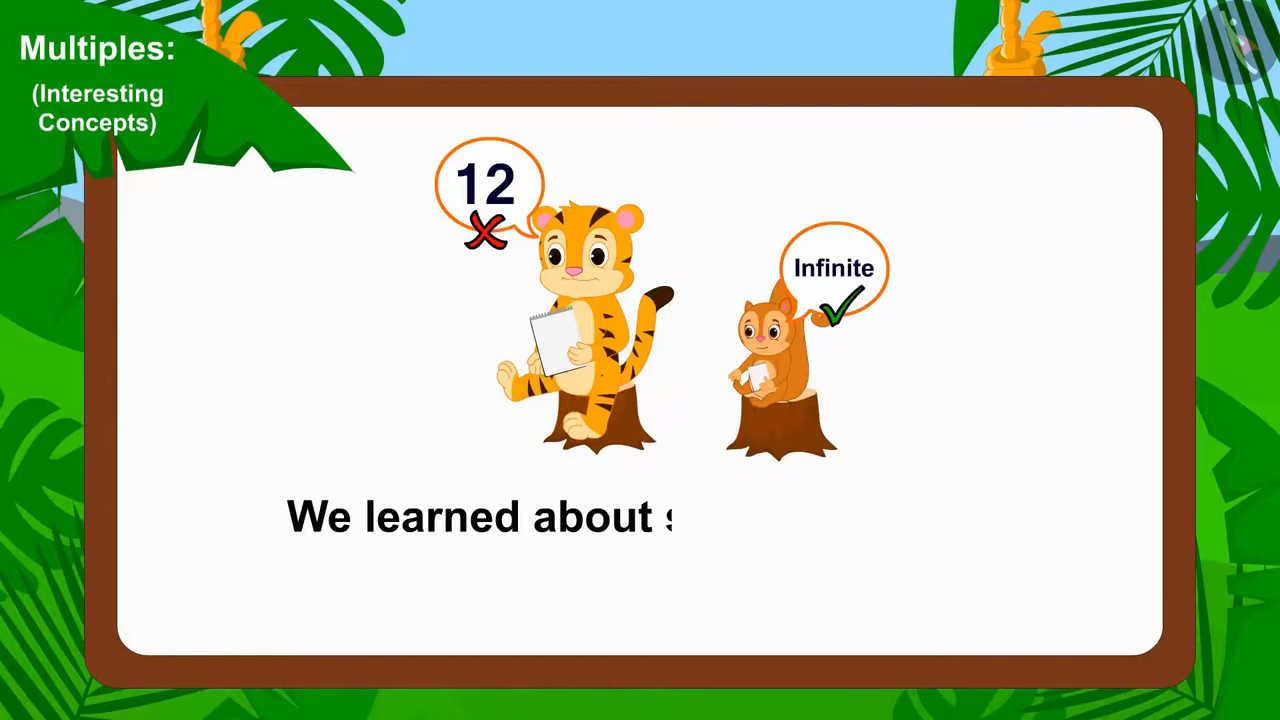 Multiples:
(Interesting
Concepts)
12
Infinite
We learned about